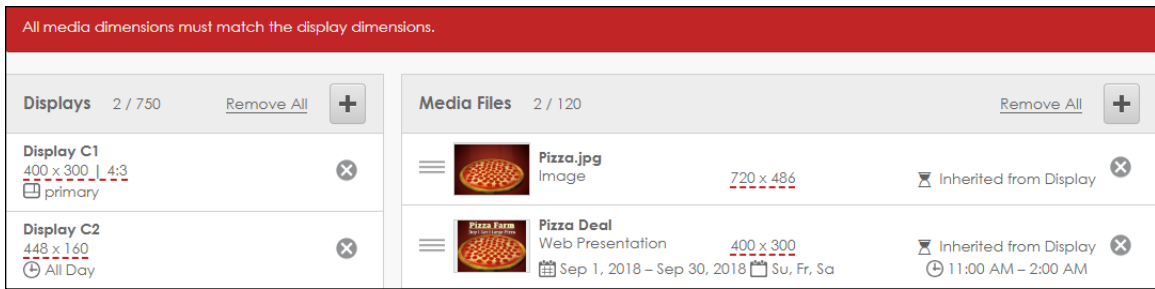 All media dimensions must match the display dimensions.
Displays 2 / 750 Remove All +
Display C1
400 x 300 | 4:3
primary
Display C2
448 x 160
All Day
Media Files 2 / 120 Remove All +
Pizza.jpg
Image 720 x 486 Inherited from Display
Pizza Farm
Pizza Deal
Web Presentation 400 x 300 Inherited from Display
Sep 1, 2018 – Sep 30, 2018 Su, Fr, Sa 11:00 AM – 2:00 AM